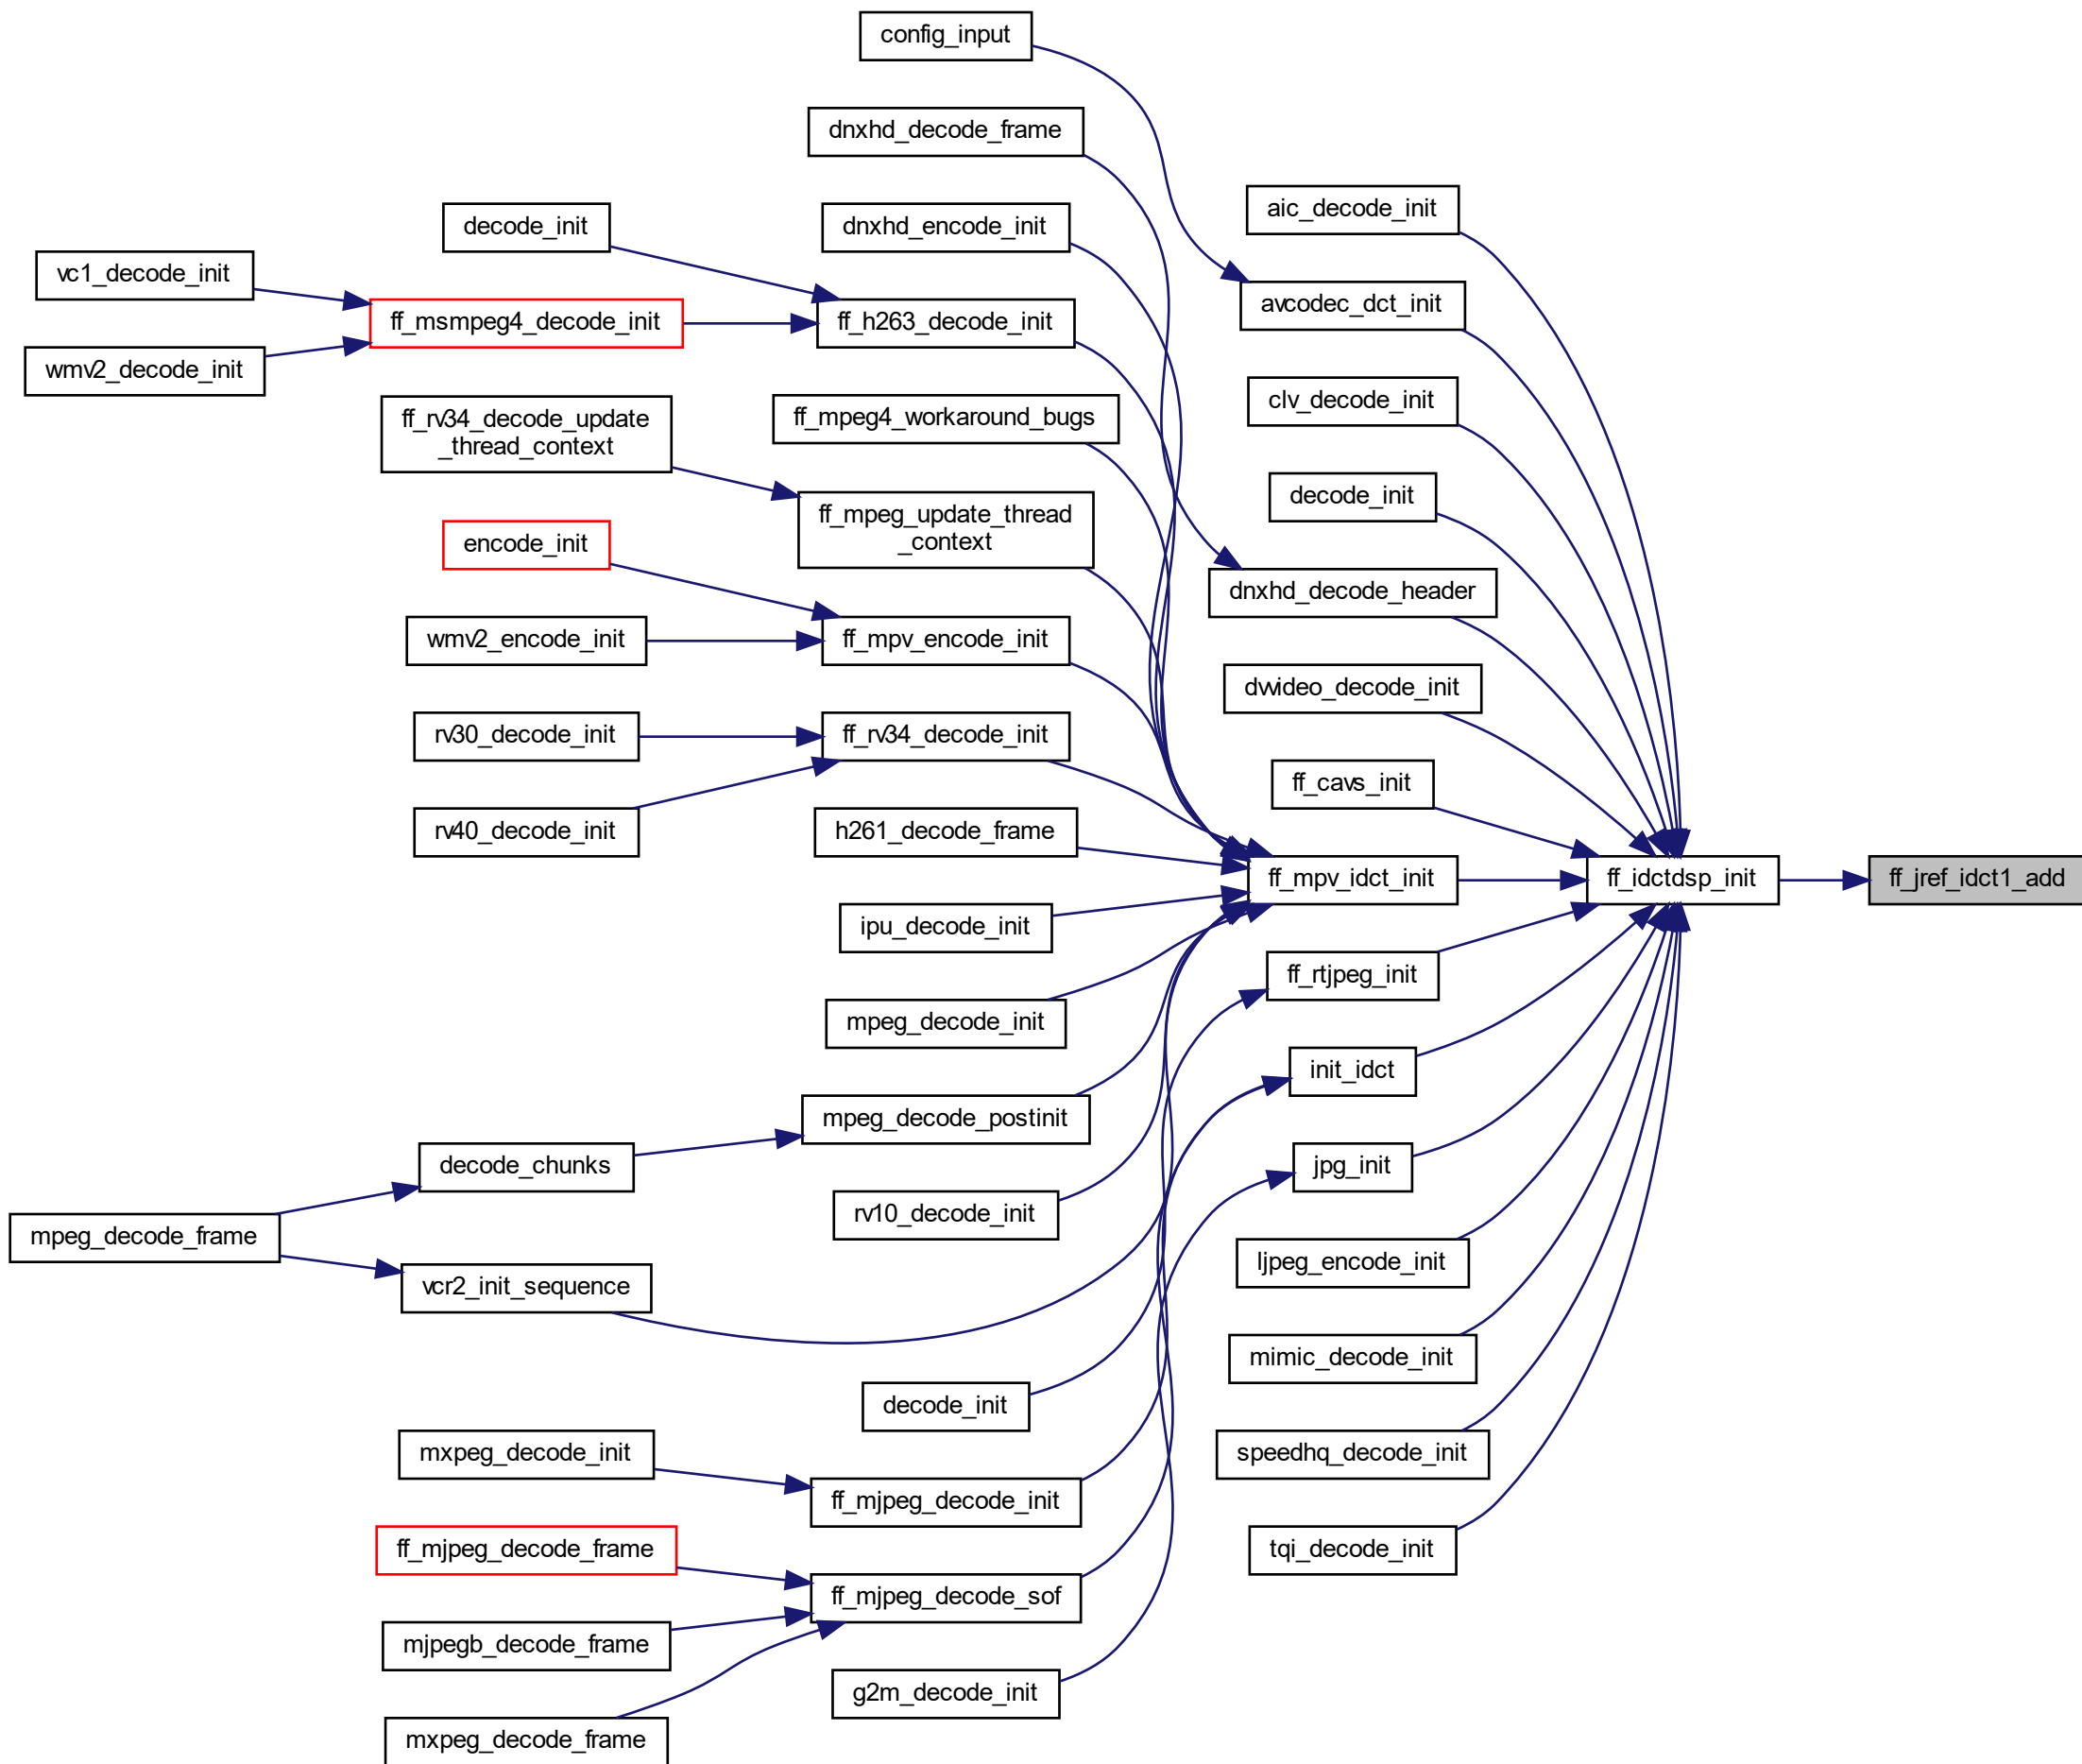 config_input
dnxhd_decode_frame
aic_decode_init
decode_init
dnxhd_encode_init
vc1_decode_init
avcodec_dct_init
ff_msmpeg4_decode_init
ff_h263_decode_init
wmv2_decode_init
clv_decode_init
ff_rv34_decode_update
_thread_context
ff_mpeg4_workaround_bugs
decode_init
ff_mpeg_update_thread
_context
encode_init
dnxhd_decode_header
wmv2_encode_init
ff_mpv_encode_init
dvvideo_decode_init
rv30_decode_init
ff_rv34_decode_init
ff_cavs_init
rv40_decode_init
h261_decode_frame
ff_mpv_idct_init
ff_idctdsp_init
ff_jref_idct1_add
ipu_decode_init
ff_rtjpeg_init
mpeg_decode_init
init_idct
mpeg_decode_postinit
decode_chunks
jpg_init
rv10_decode_init
mpeg_decode_frame
ljpeg_encode_init
vcr2_init_sequence
mimic_decode_init
decode_init
mxpeg_decode_init
speedhq_decode_init
ff_mjpeg_decode_init
ff_mjpeg_decode_frame
tqi_decode_init
ff_mjpeg_decode_sof
mjpegb_decode_frame
g2m_decode_init
mxpeg_decode_frame